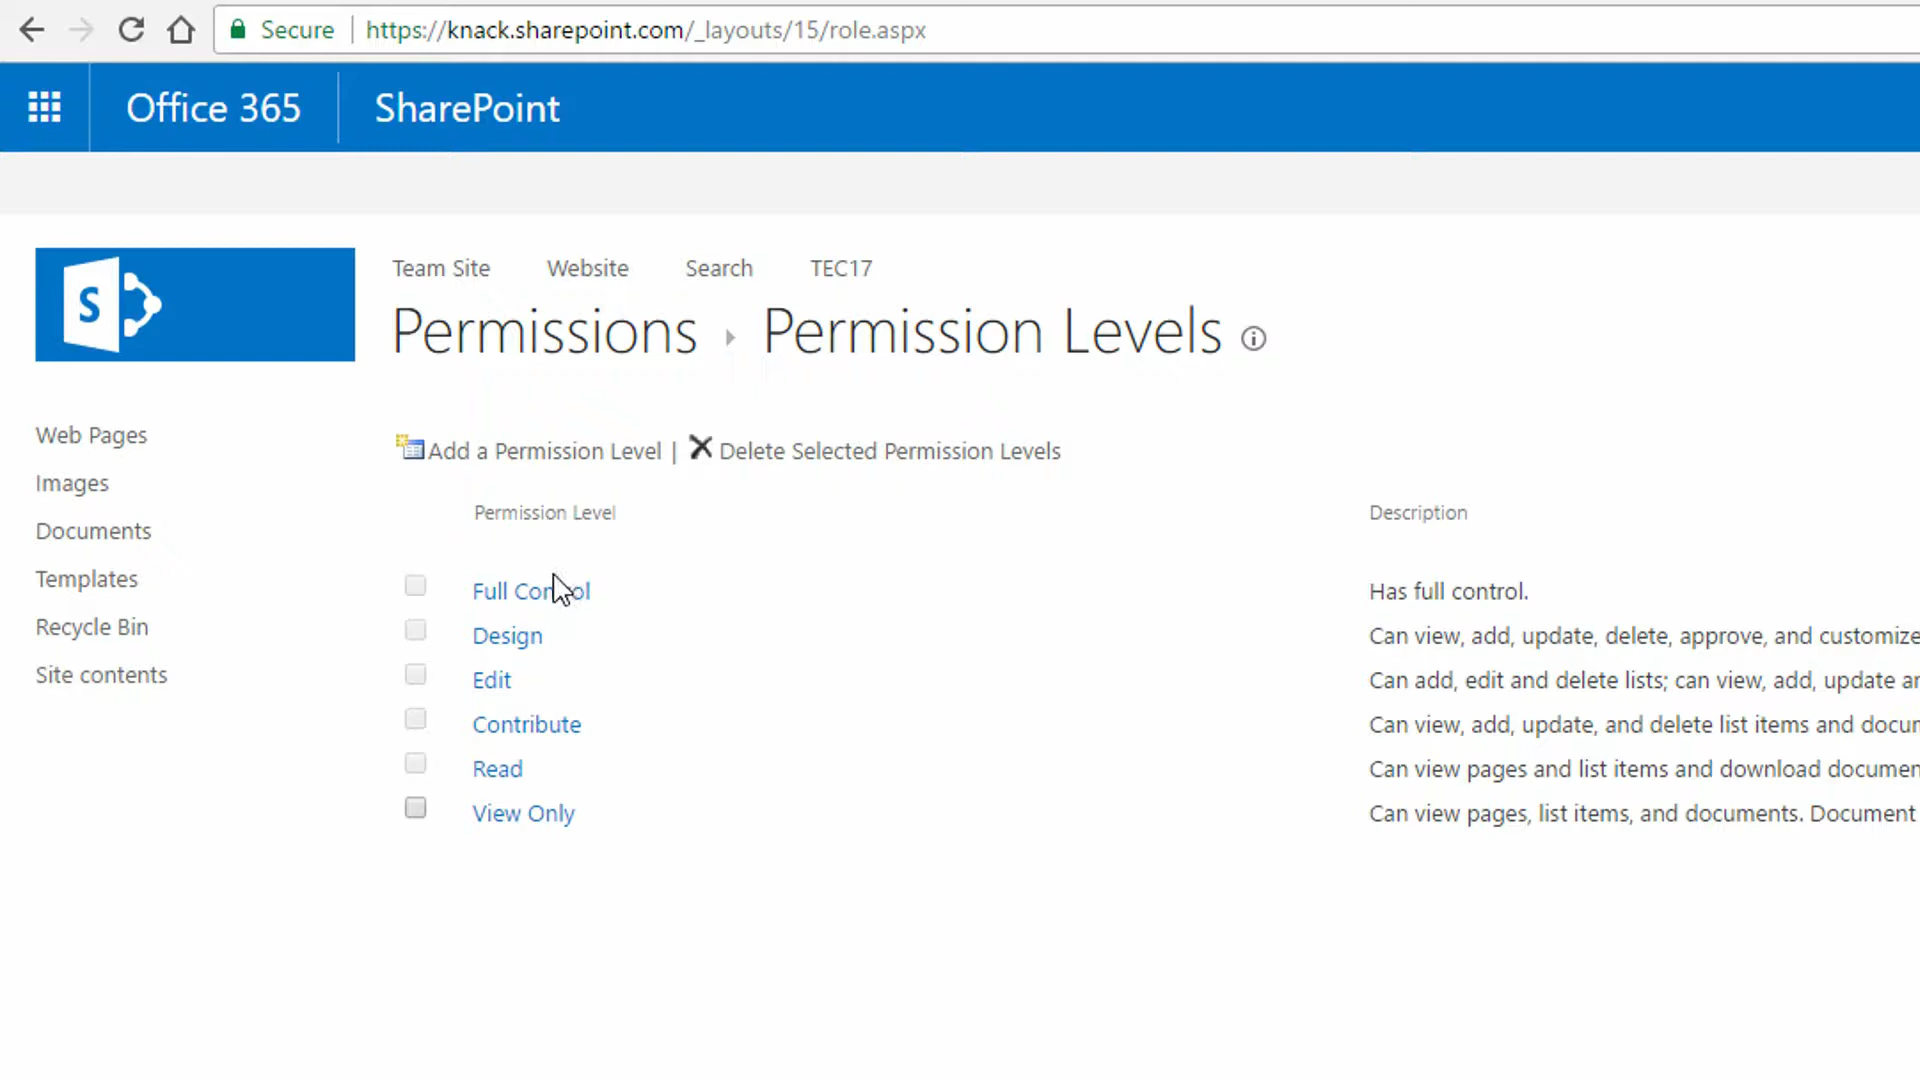 Secure https://knack.sharepoint.com/_layouts/15/role.aspx
Office 365 SharePoint
S
Team Site Website Search TEC17
Permissions Permission Levels
Web Pages
Images
Documents
Templates
Recycle Bin
Site contents
Add a Permission Level | Delete Selected Permission Levels
Permission Level Description
Full Control Has full control.
Design Can view, add, update, delete, approve, and customize
Edit Can add, edit and delete lists; can view, add, update
Contribute Can view, add, update, and delete list items and
Read Can view pages and list items and download
View Only Can view pages, list items, and documents. Document